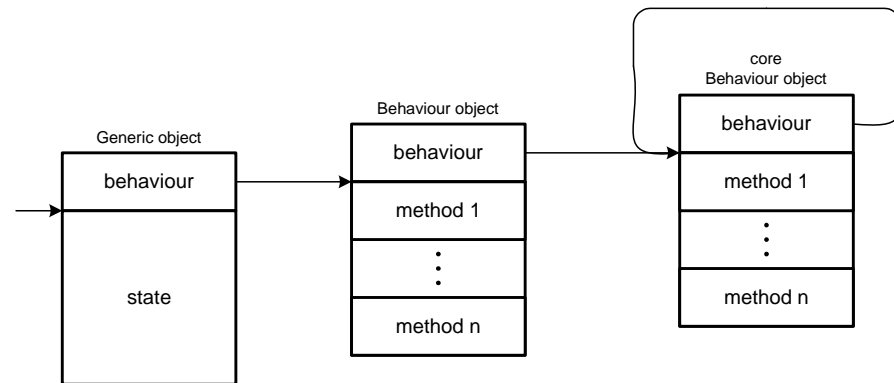 Generic object
behaviour
state
Behaviour object
behaviour
method 1
method n
core
Behaviour object
behaviour
method 1
method n